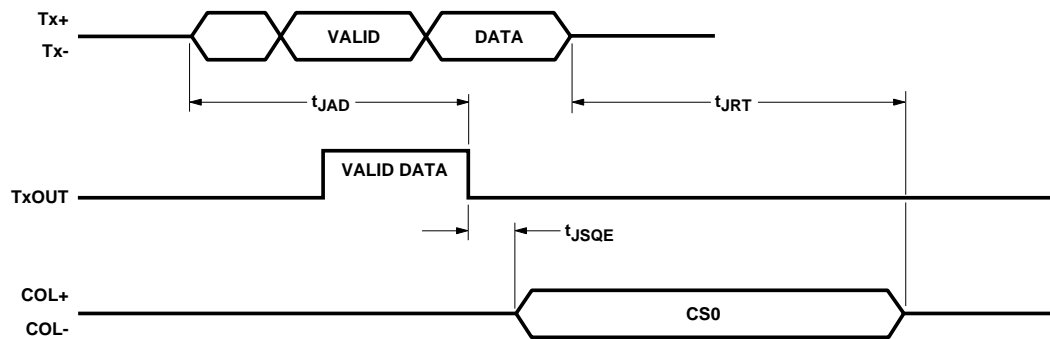 Tx+
Tx-
VALID
DATA
tJAD
tJRT
TxOUT
VALID DATA
tJSQE
COL+
COL-
CS0